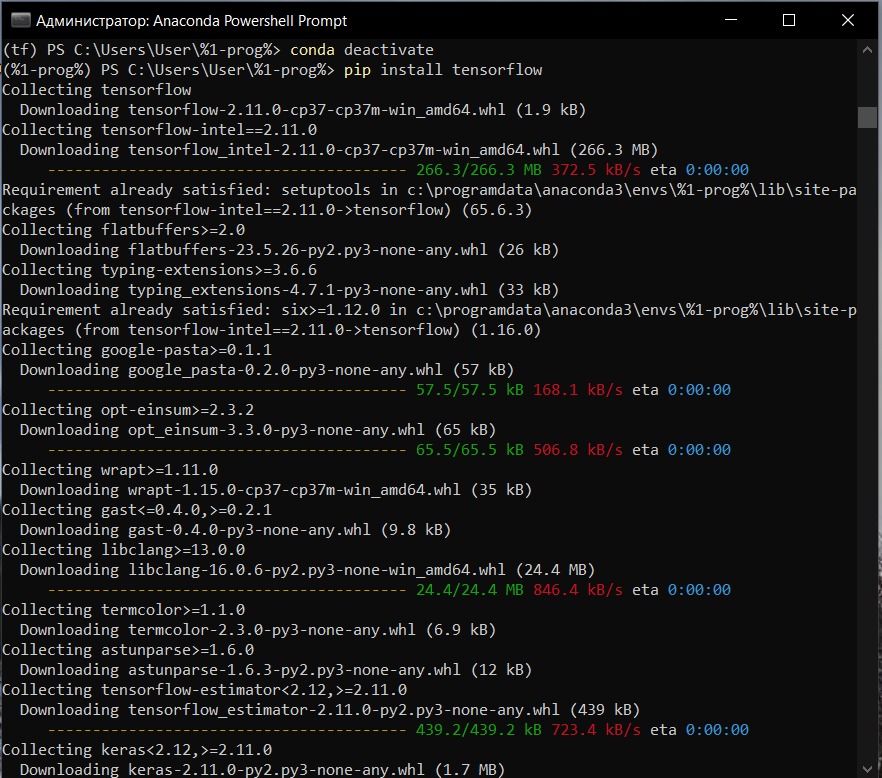 Администратор: Anaconda Powershell Prompt
(tf) PS C:\Users\User\%1-prog%> conda deactivate
(%1-prog%) PS C:\Users\User\%1-prog%> pip install tensorflow
Collecting tensorflow
  Downloading tensorflow-2.11.0-cp37-cp37m-win_amd64.whl (1.9 kB)
Collecting tensorflow-intel==2.11.0
  Downloading tensorflow_intel-2.11.0-cp37-cp37m-win_amd64.whl (266.3 MB)
     ---------------------------------------- 266.3/266.3 MB 372.5 kB/s eta 0:00:00
Requirement already satisfied: setuptools in c:\programdata\anaconda3\envs\%1-prog%\lib\site-pa
ckages (from tensorflow-intel==2.11.0->tensorflow) (65.6.3)
Collecting flatbuffers>=2.0
  Downloading flatbuffers-23.5.26-py2.py3-none-any.whl (26 kB)
Collecting typing-extensions>=3.6.6
  Downloading typing_extensions-4.7.1-py3-none-any.whl (33 kB)
Requirement already satisfied: six>=1.12.0 in c:\programdata\anaconda3\envs\%1-prog%\lib\site-p
ackages (from tensorflow-intel==2.11.0->tensorflow) (1.16.0)
Collecting google-pasta>=0.1.1
  Downloading google_pasta-0.2.0-py3-none-any.whl (57 kB)
     ---------------------------------------- 57.5/57.5 kB 168.1 kB/s eta 0:00:00
Collecting opt-einsum>=2.3.2
  Downloading opt_einsum-3.3.0-py3-none-any.whl (65 kB)
     ---------------------------------------- 65.5/65.5 kB 506.8 kB/s eta 0:00:00
Collecting wrapt>=1.11.0
  Downloading wrapt-1.15.0-cp37-cp37m-win_amd64.whl (35 kB)
Collecting gast<=0.4.0,>=0.2.1
  Downloading gast-0.4.0-py3-none-any.whl (9.8 kB)
Collecting libclang>=13.0.0
  Downloading libclang-16.0.6-py2.py3-none-win_amd64.whl (24.4 MB)
     ---------------------------------------- 24.4/24.4 MB 846.4 kB/s eta 0:00:00
Collecting termcolor>=1.1.0
  Downloading termcolor-2.3.0-py3-none-any.whl (6.9 kB)
Collecting astunparse>=1.6.0
  Downloading astunparse-1.6.3-py2.py3-none-any.whl (12 kB)
Collecting tensorflow-estimator<2.12,>=2.11.0
  Downloading tensorflow_estimator-2.11.0-py2.py3-none-any.whl (439 kB)
     ---------------------------------------- 439.2/439.2 kB 723.4 kB/s eta 0:00:00
Collecting keras<2.12,>=2.11.0
  Downloading keras-2.11.0-py2.py3-none-any.whl (1.7 MB)